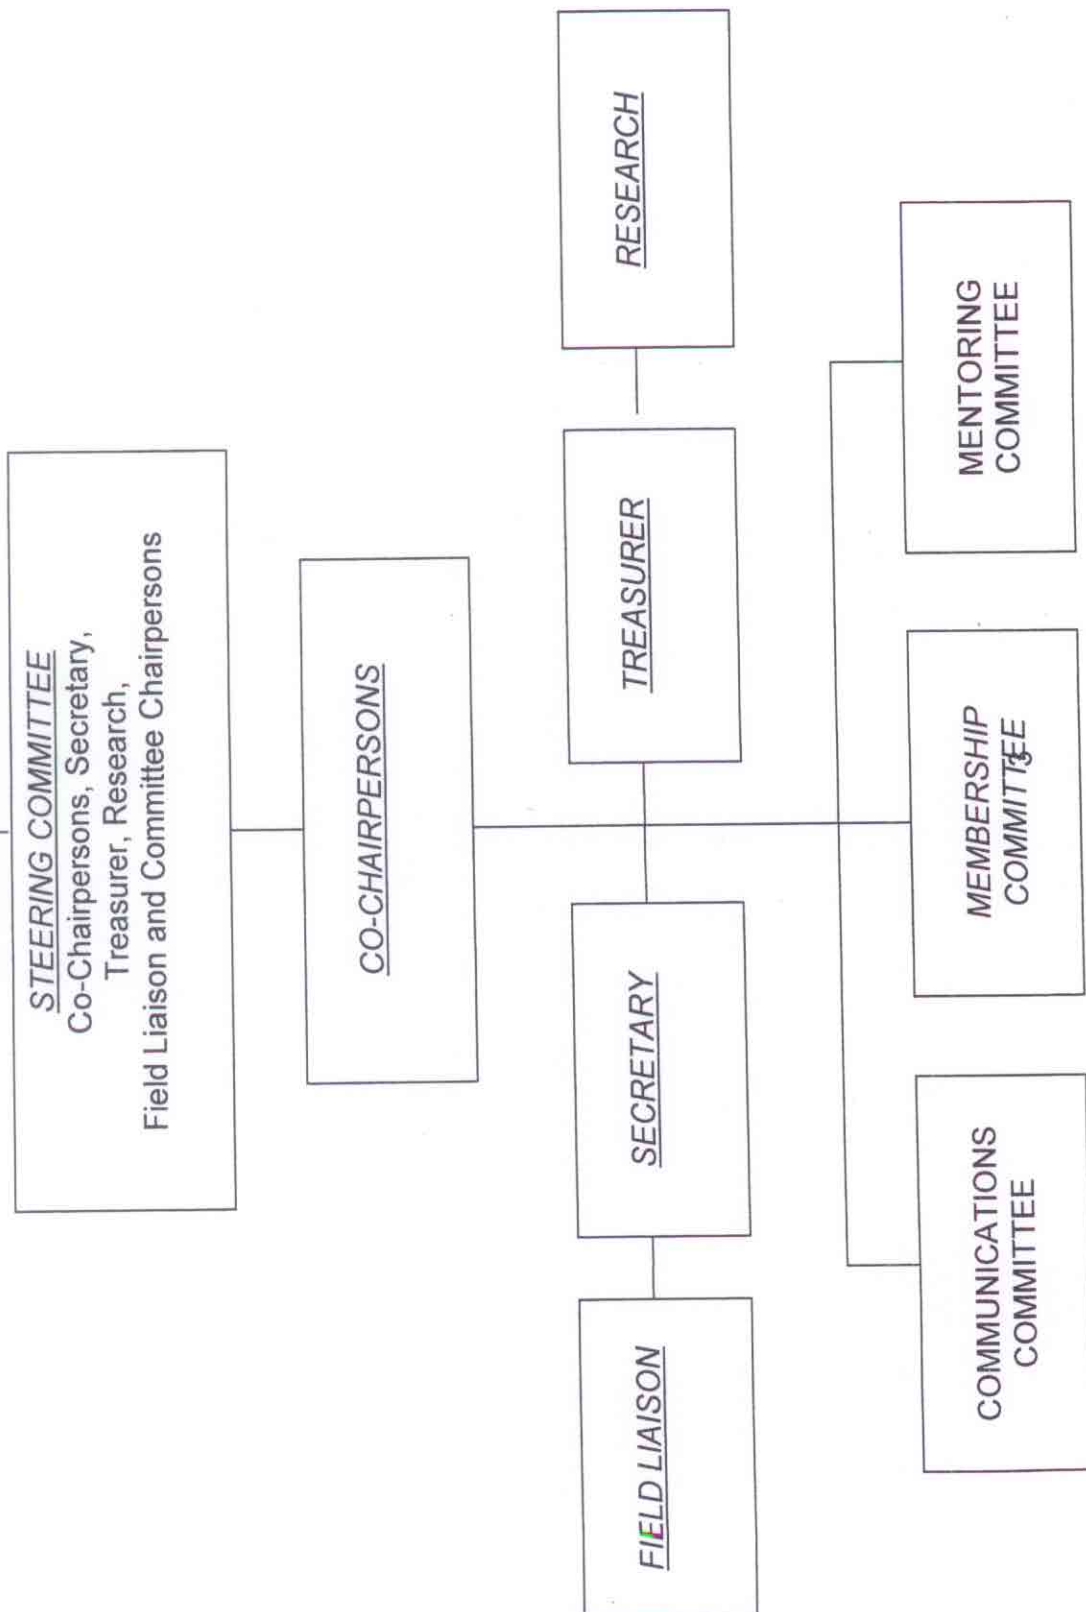 STEERING COMMITTEE
Co-Chairpersons, Secretary,
Treasurer, Research,
Field Liaison and Committee Chairpersons
CO-CHAIRPERSONS
FIELD LIAISON
SECRETARY
TREASURER
RESEARCH
COMMUNICATIONS
COMMITTEE
MEMBERSHIP
COMMITTEE
3
MENTORING
COMMITTEE